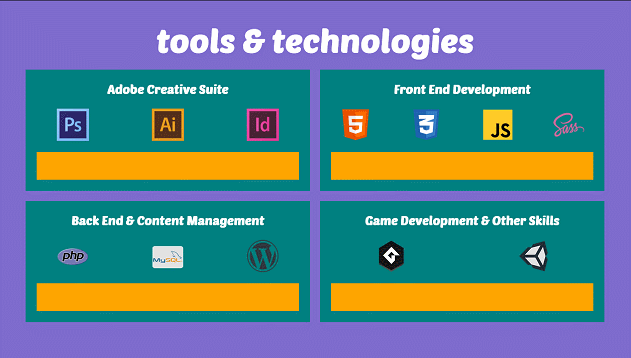 tools & technologies
Adobe Creative Suite
Ps Ai Id
Front End Development
5 3 JS Sass
Back End & Content Management
php MySQL W
Game Development & Other Skills